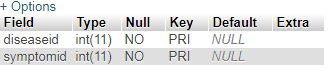 + Options
Field Type Null Key Default Extra
diseaseid int(11) NO PRI NULL
symptomid int(11) NO PRI NULL